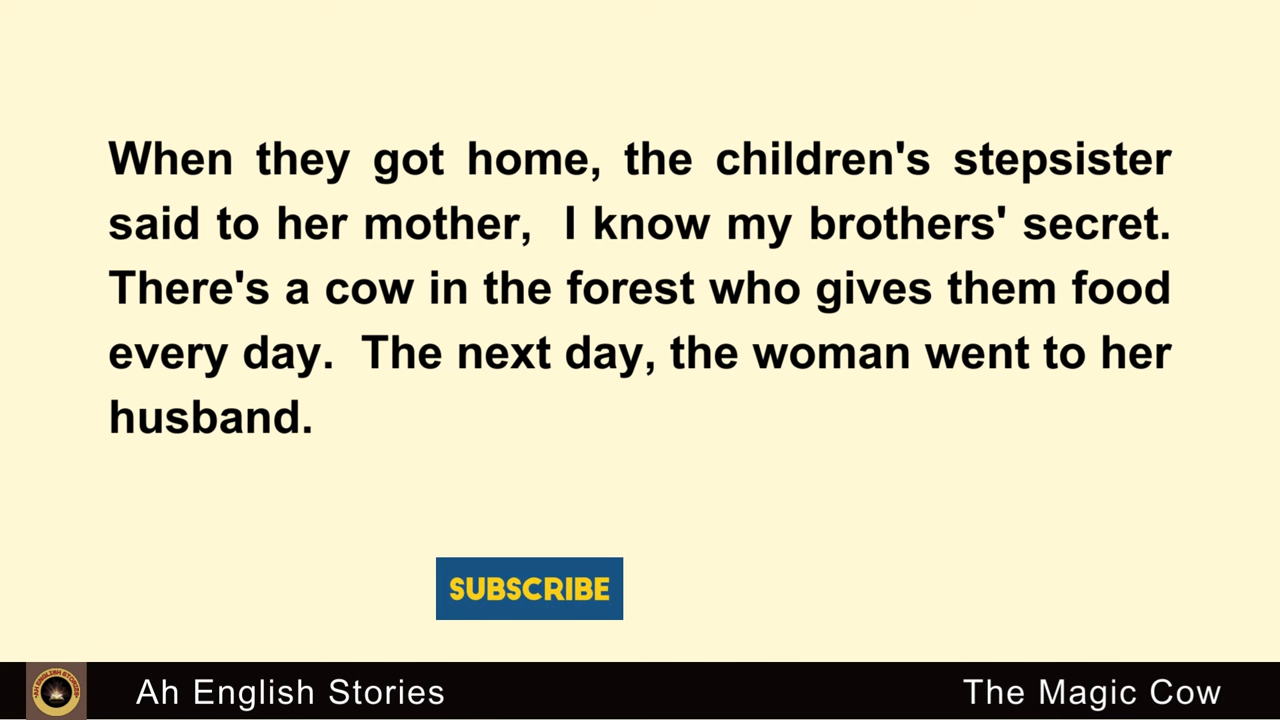 When they got home, the children's stepsister
said to her mother,  I know my brothers' secret.
There's a cow in the forest who gives them food
every day.  The next day, the woman went to her
husband.
SUBSCRIBE
Ah English Stories
The Magic Cow